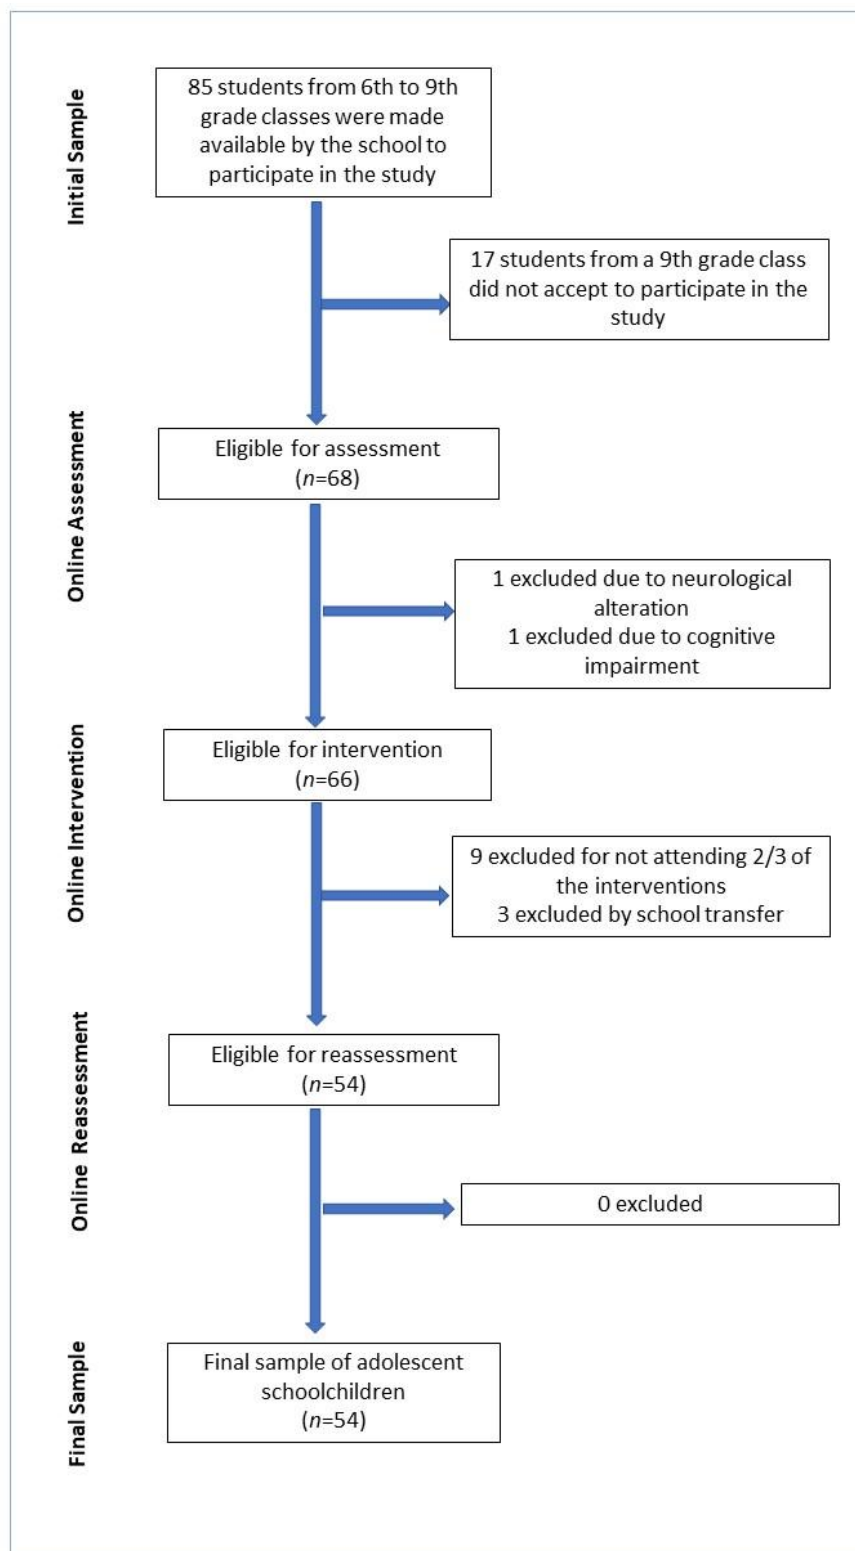 Initial Sample
85 students from 6th to 9th
grade classes were made
available by the school to
participate in the study
17 students from a 9th grade class
did not accept to participate in the
study
Online Assessment
Eligible for assessment
(n=68)
1 excluded due to neurological
alteration
1 excluded due to cognitive
impairment
Online Intervention
Eligible for intervention
(n=66)
9 excluded for not attending 2/3 of
the interventions
3 excluded by school transfer
Online Reassessment
Eligible for reassessment
(n=54)
0 excluded
Final Sample
Final sample of adolescent
schoolchildren
(n=54)